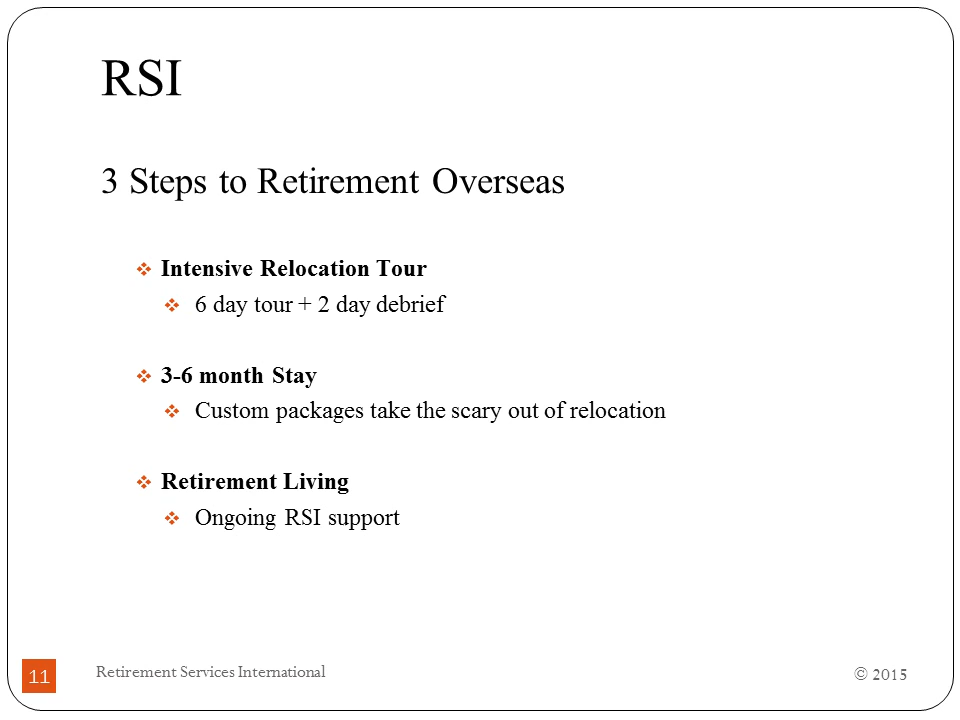 RSI
3 Steps to Retirement Overseas
❖ Intensive Relocation Tour
❖ 6 day tour + 2 day debrief
❖ 3-6 month Stay
❖ Custom packages take the scary out of relocation
❖ Retirement Living
❖ Ongoing RSI support
11 Retirement Services International © 2015